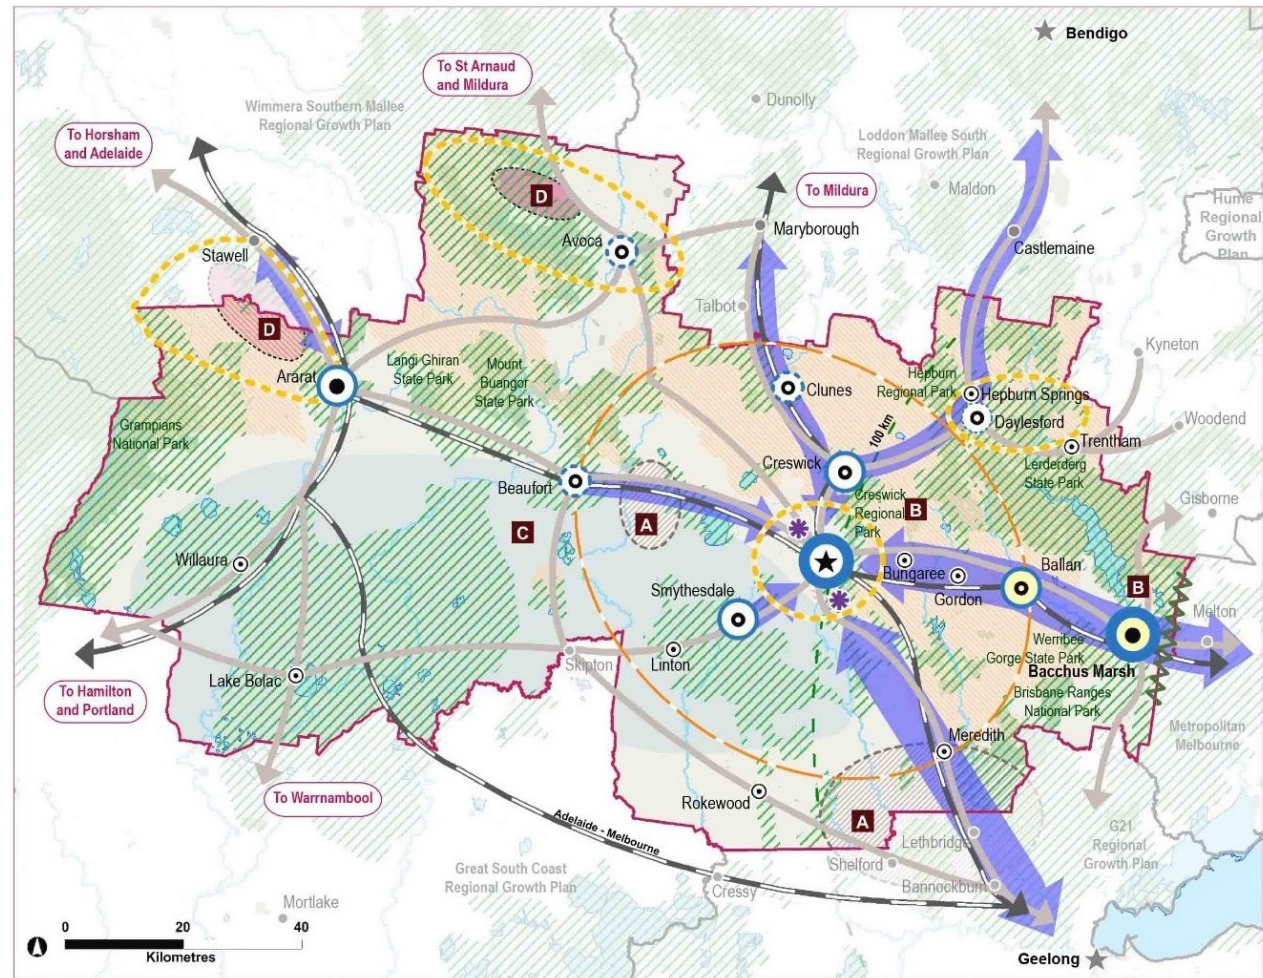 Bendigo
To St Arnaud
and Mildura
Wimmera Southern Mallee
Regional Growth Plan
Dunolly
To Horsham
and Adelaide
Loddon Mallee South
Regional Growth Plan
Maldon
To Mildura
Hume
Regional
Growth
Plan
D
Avoca
Maryborough
Castlemaine
Stawell
Talbot
D
Kyneton
Ararat
Langi Ghiran
State Park
Mount
Buangor
State Park
Clunes
Hepburn
Regional Park
Hepburn Springs
Daylesford
Woodend
Grampians
National Park
100 km
Trentham
Creswick
Lerderderg
State Park
Beaufort
Creswick
Regional
Park
B
Gisborne
A
C
Willaura
Bungaree
Gordon
Ballan
Smythesdale
B
Melton
Werribee
Gorge State Park
Bacchus Marsh
Skipton
Linton
Lake Bolac
To Hamilton
and Portland
Brisbane Ranges
National Park
Metropolitan
Melbourne
Meredith
To Warrnambool
Rokewood
A
Adelaide - Melbourne
Lethbridge
G21
Regional
Growth Plan
Shelford
Great South Coast
Regional Growth Plan
Cressy
Bannockburn
Mortlake
0 20 40
Kilometres
Geelong